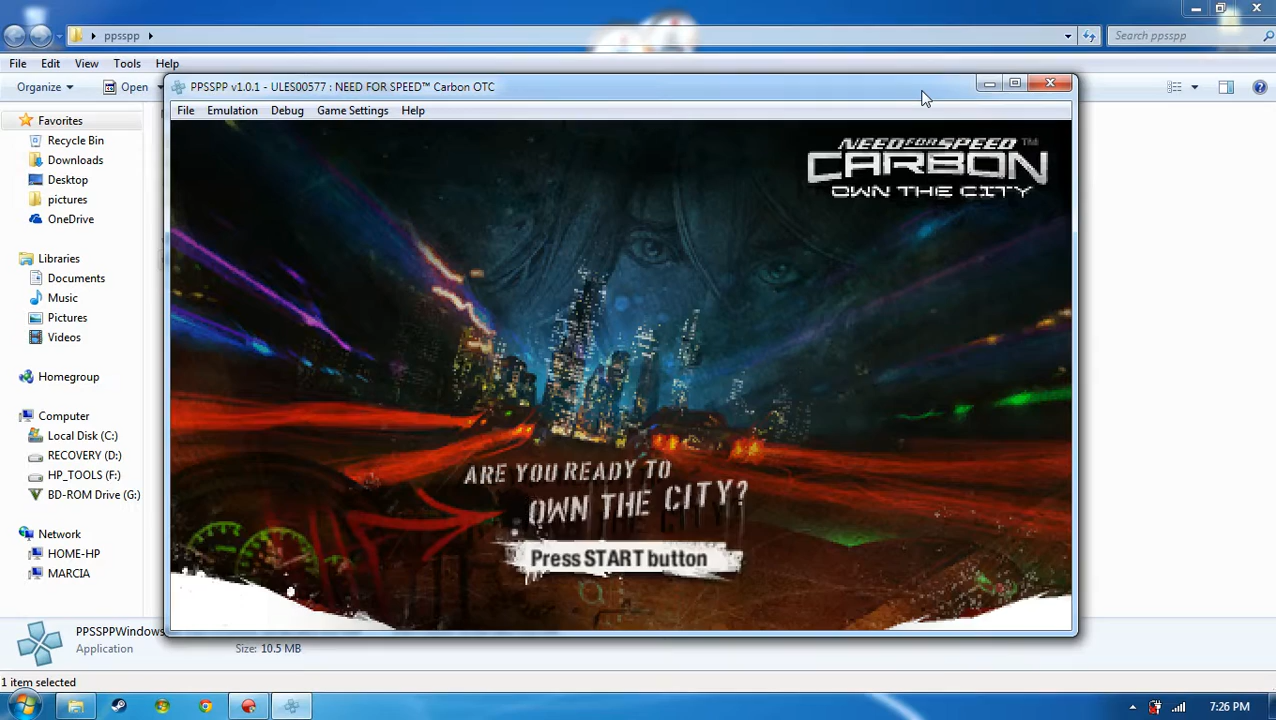 ppsspp
Search ppsspp
File Edit View Tools Help
Organize Open
PPSSPP v1.0.1 - ULES00577 : NEED FOR SPEED™ Carbon OTC
File Emulation Debug Game Settings Help
Favorites
Recycle Bin
Downloads
Desktop
pictures
OneDrive
Libraries
Documents
Music
Pictures
Videos
Homegroup
Computer
Local Disk (C:)
RECOVERY (D:)
HP_TOOLS (F:)
BD-ROM Drive (G:)
Network
HOME-HP
MARCIA
NEED FOR SPEED™
CARBON
OWN THE CITY
ARE YOU READY TO
OWN THE CITY?
Press START button
PPSSPPWindows
Application
Size: 10.5 MB
1 item selected
7:26 PM